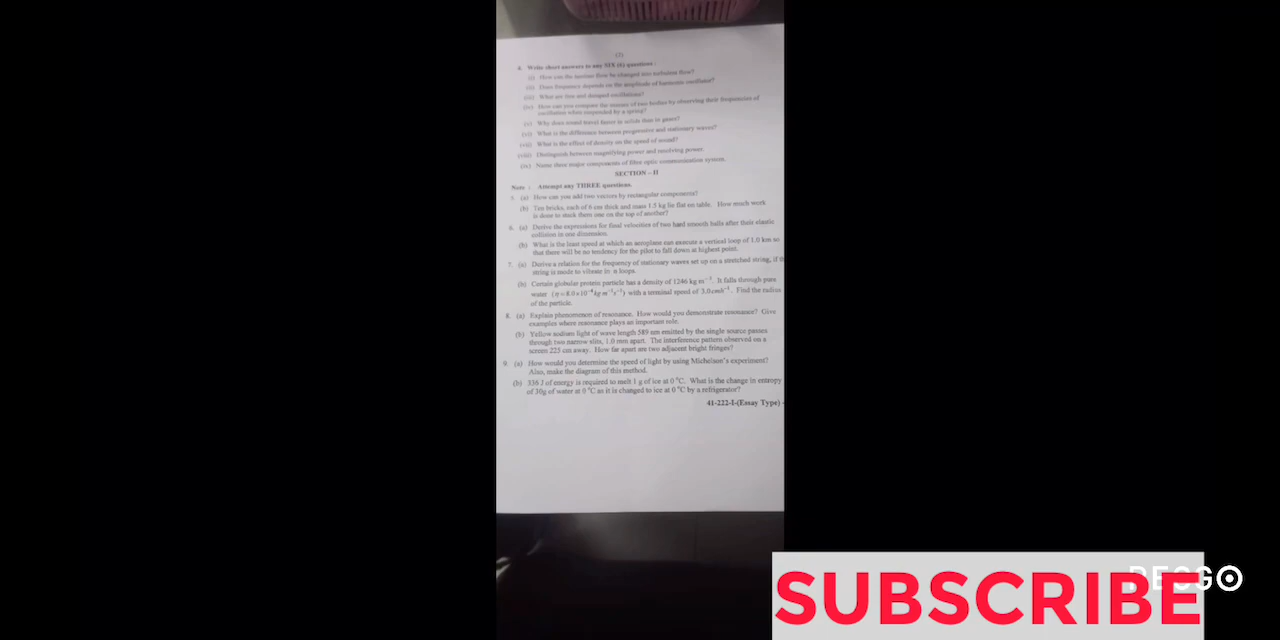 (2)
4. Write short answers to any SIX (6) questions :
(i) How can the laminar flow be changed into turbulent flow?
(ii) Does frequency depends on the amplitude of harmonic oscillator?
(iii) What are free and damped oscillations?
(iv) How can you compare the masses of two bodies by observing their frequencies of
oscillation when suspended by a spring?
(v) Why does sound travel faster in solids than in gases?
(vi) What is the difference between progressive and stationary waves?
(vii) What is the effect of density on the speed of sound?
(viii) Distinguish between magnifying power and resolving power.
(ix) Name three major components of fibre optic communication system.
SECTION – II
Note : Attempt any THREE questions.
5. (a) How can you add two vectors by rectangular components?
(b) Ten bricks, each of 6 cm thick and mass 1.5 kg lie flat on table. How much work
is done to stack them one on the top of another?
6. (a) Derive the expressions for final velocities of two hard smooth balls after their elastic
collision in one dimension.
(b) What is the least speed at which an aeroplane can execute a vertical loop of 1.0 km so
that there will be no tendency for the pilot to fall down at highest point.
7. (a) Derive a relation for the frequency of stationary waves set up on a stretched string, if th
string is made to vibrate in n loops.
(b) Certain globular protein particle has a density of 1246 kg m⁻³. It falls through pure
water (η=8.0×10⁻⁴kg m⁻¹s⁻¹) with a terminal speed of 3.0cmh⁻¹. Find the radius
of the particle.
8. (a) Explain phenomenon of resonance. How would you demonstrate resonance? Give
examples where resonance plays an important role.
(b) Yellow sodium light of wave length 589 nm emitted by the single source passes
through two narrow slits, 1.0 mm apart. The interference pattern observed on a
screen 225 cm away. How far apart are two adjacent bright fringes?
9. (a) How would you determine the speed of light by using Michelson's experiment?
Also, make the diagram of this method.
(b) 336 J of energy is required to melt 1 g of ice at 0 °C. What is the change in entropy
of 30g of water at 0 °C as it is changed to ice at 0 °C by a refrigerator?
41-222-I-(Essay Type) -
SUBSCRIBE